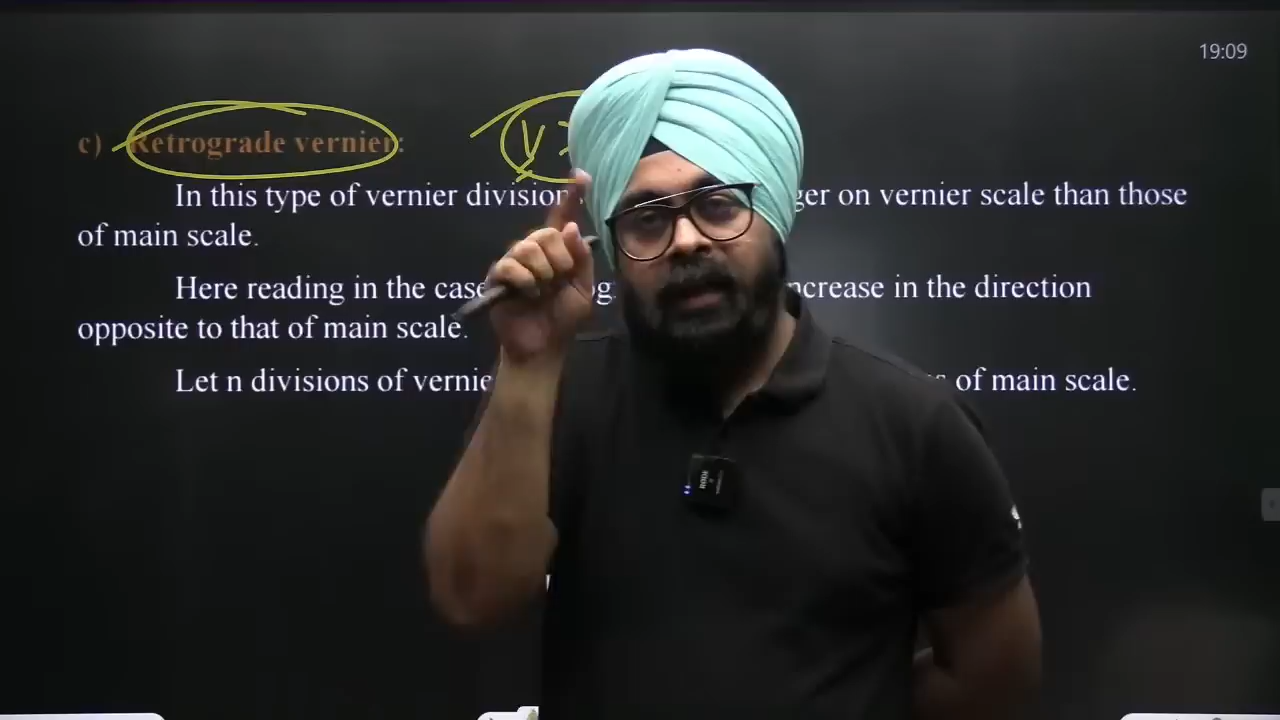 19:09
c) Retrograde vernier:
V
In this type of vernier division ger on vernier scale than those
of main scale.
Here reading in the case ncrease in the direction
opposite to that of main scale.
Let n divisions of vernie of main scale.
RODE